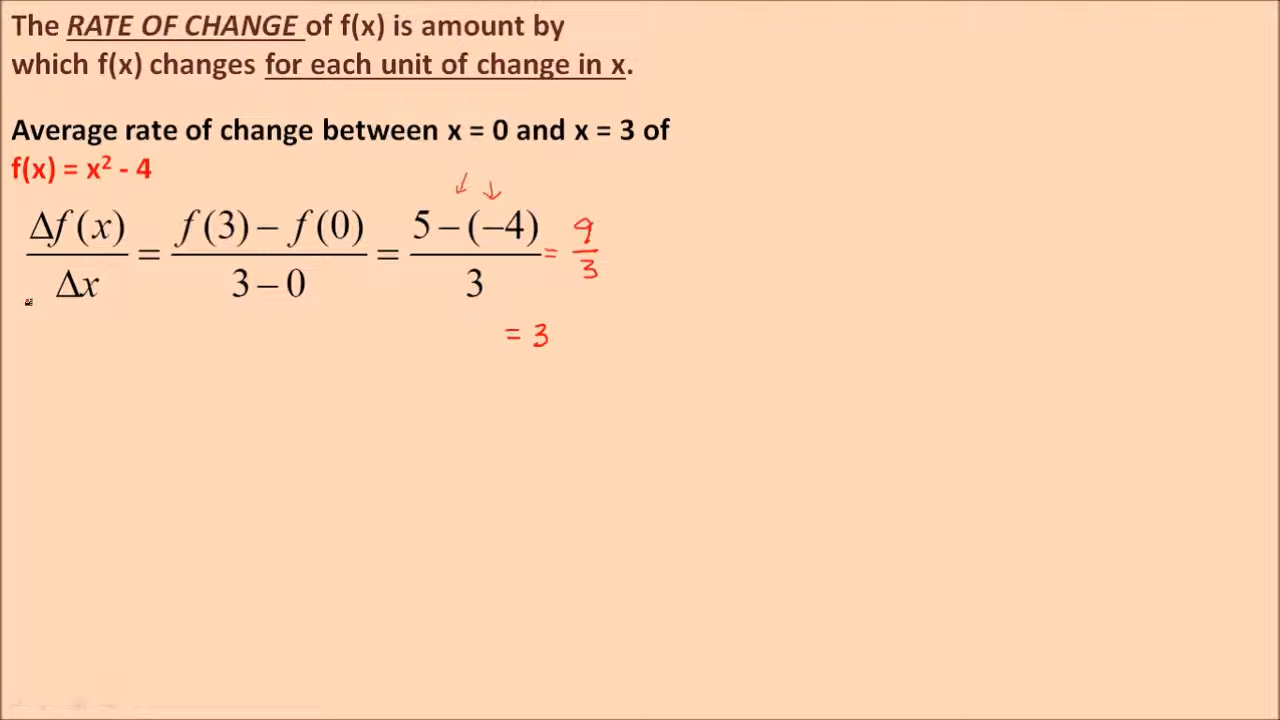 The RATE OF CHANGE of f(x) is amount by
which f(x) changes for each unit of change in x.
Average rate of change between x = 0 and x = 3 of
f(x) = x² - 4
Δf(x)/Δx = (f(3) − f(0))/(3 − 0) = (5 − (−4))/3 = 9/3
= 3